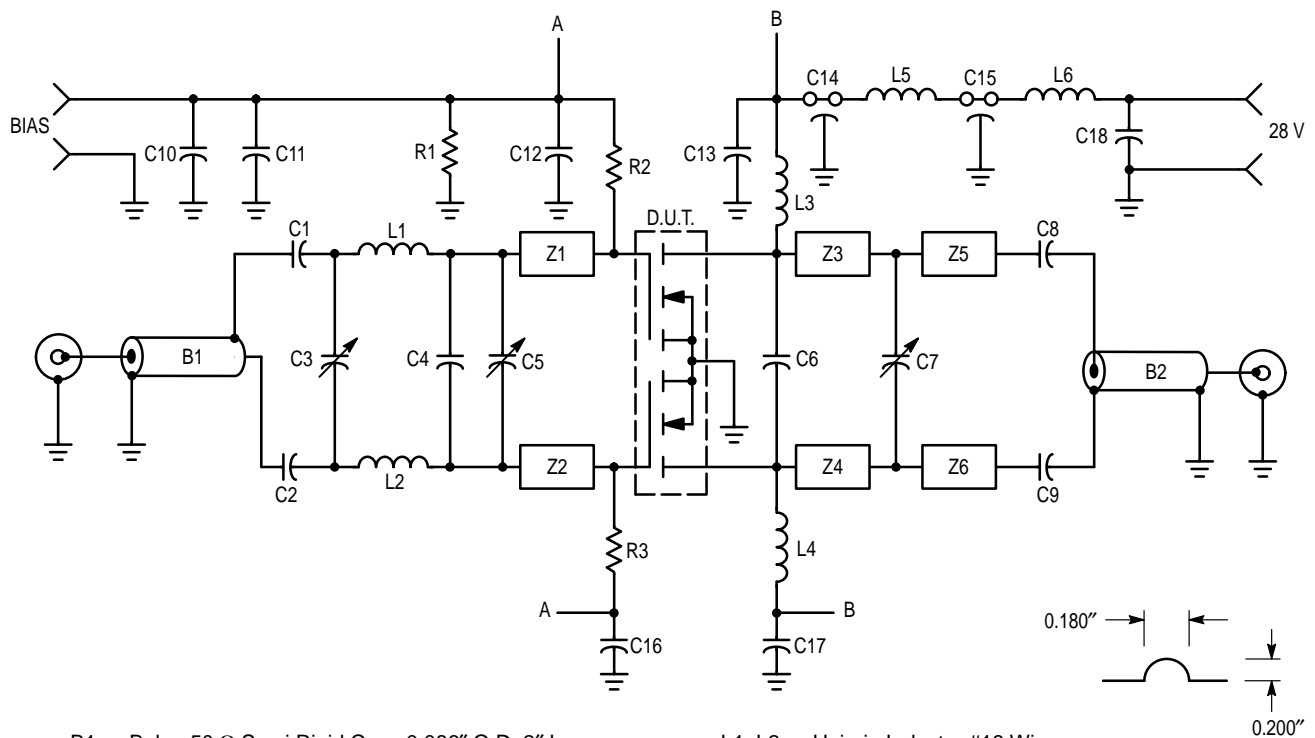 A
B
C14
L5
C15
L6
BIAS
C10
C11
R1
C12
R2
C13
C18
28 V
L3
D.U.T.
C1
L1
Z1
Z3
Z5
C8
B1
C3
C4
C5
C6
C7
B2
C2
L2
Z2
Z4
Z6
C9
R3
L4
A
B
C16
C17
0.180″
0.200″